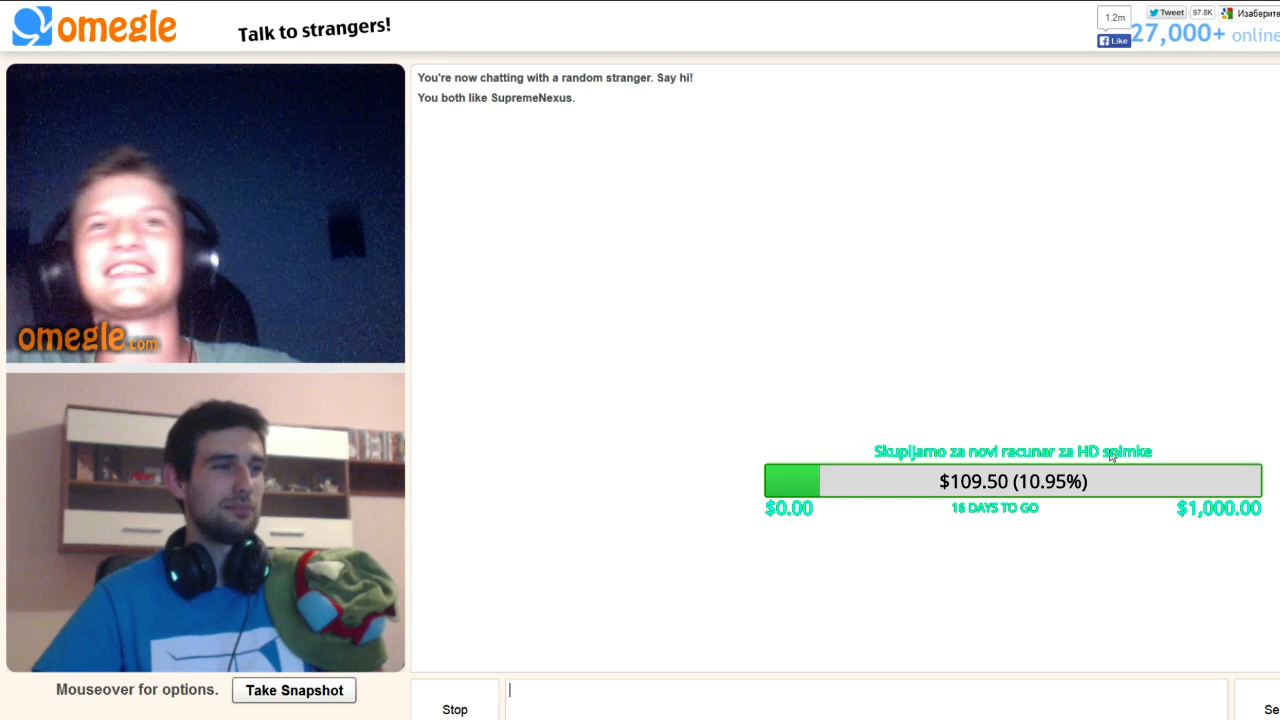 omegle
Talk to strangers!
1.2m
Like
Tweet
97.8K
Изаберите
27,000+ online
You're now chatting with a random stranger. Say hi!
You both like SupremeNexus.
omegle.com
Skupljamo za novi racunar za HD snimke
$109.50 (10.95%)
$0.00
16 DAYS TO GO
$1,000.00
Mouseover for options.
Take Snapshot
Stop
Se